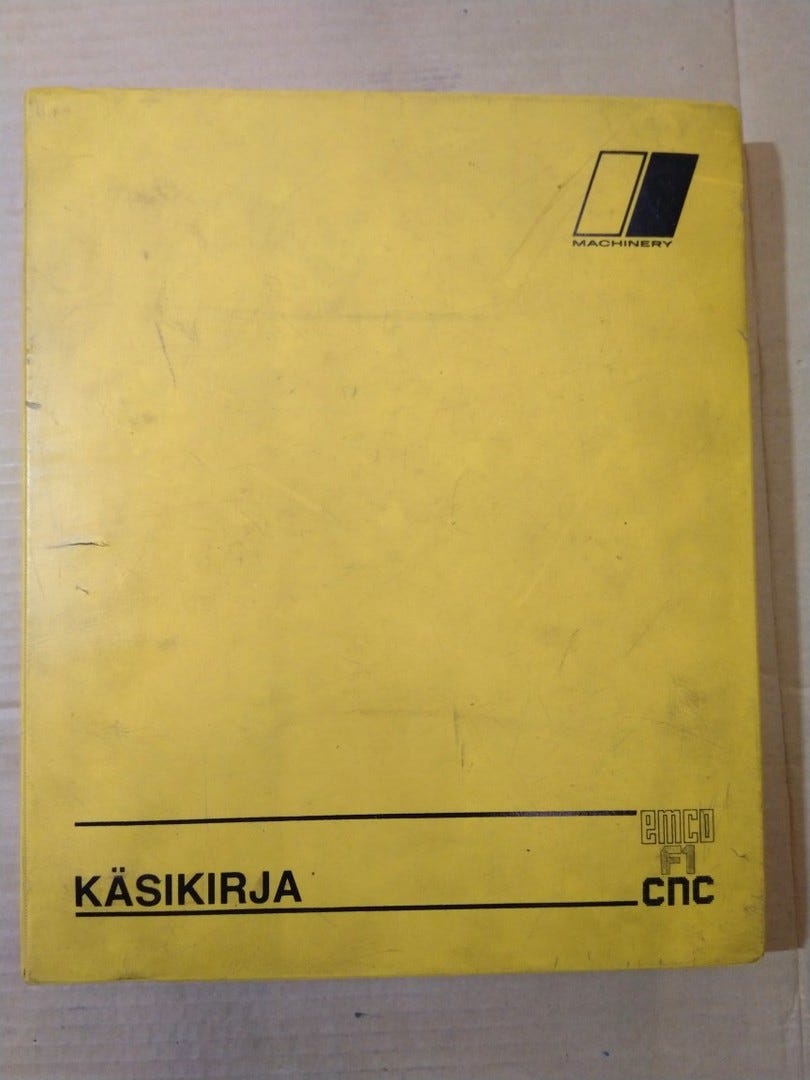 MACHINERY
emco
F1
KÄSIKIRJA
cnc